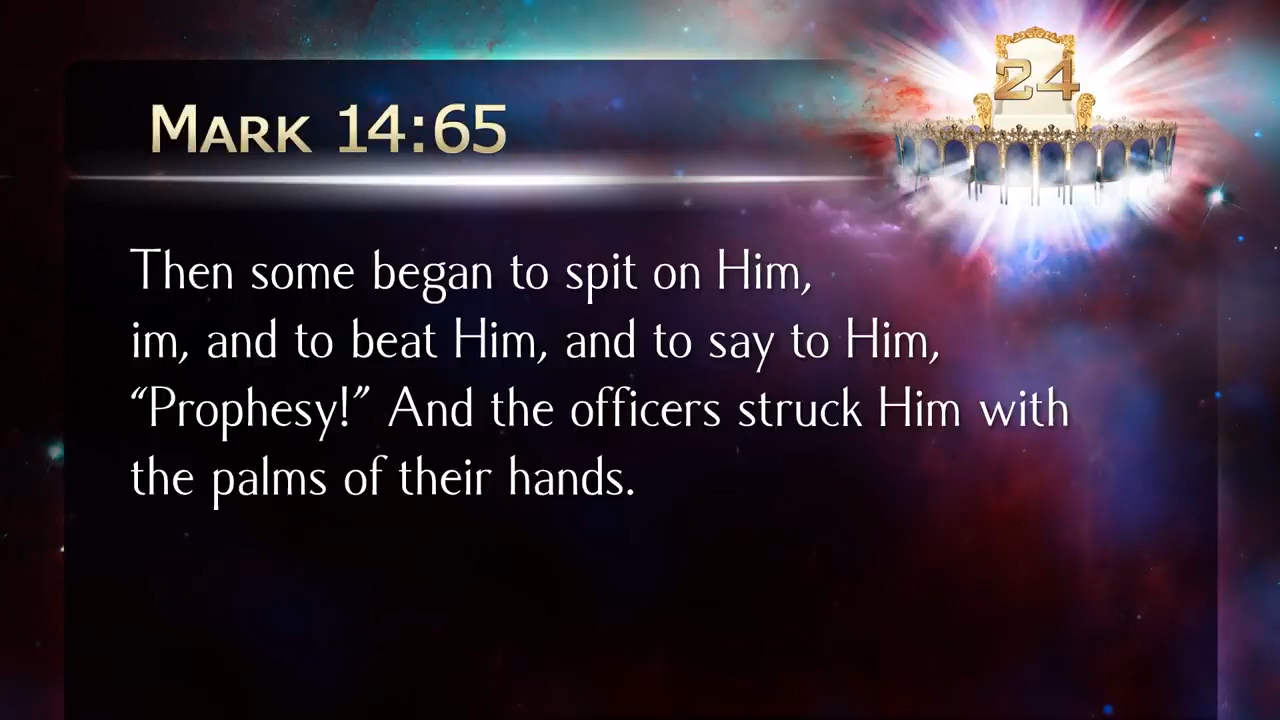 24
MARK 14:65
Then some began to spit on Him,
im, and to beat Him, and to say to Him,
“Prophesy!” And the officers struck Him with
the palms of their hands.